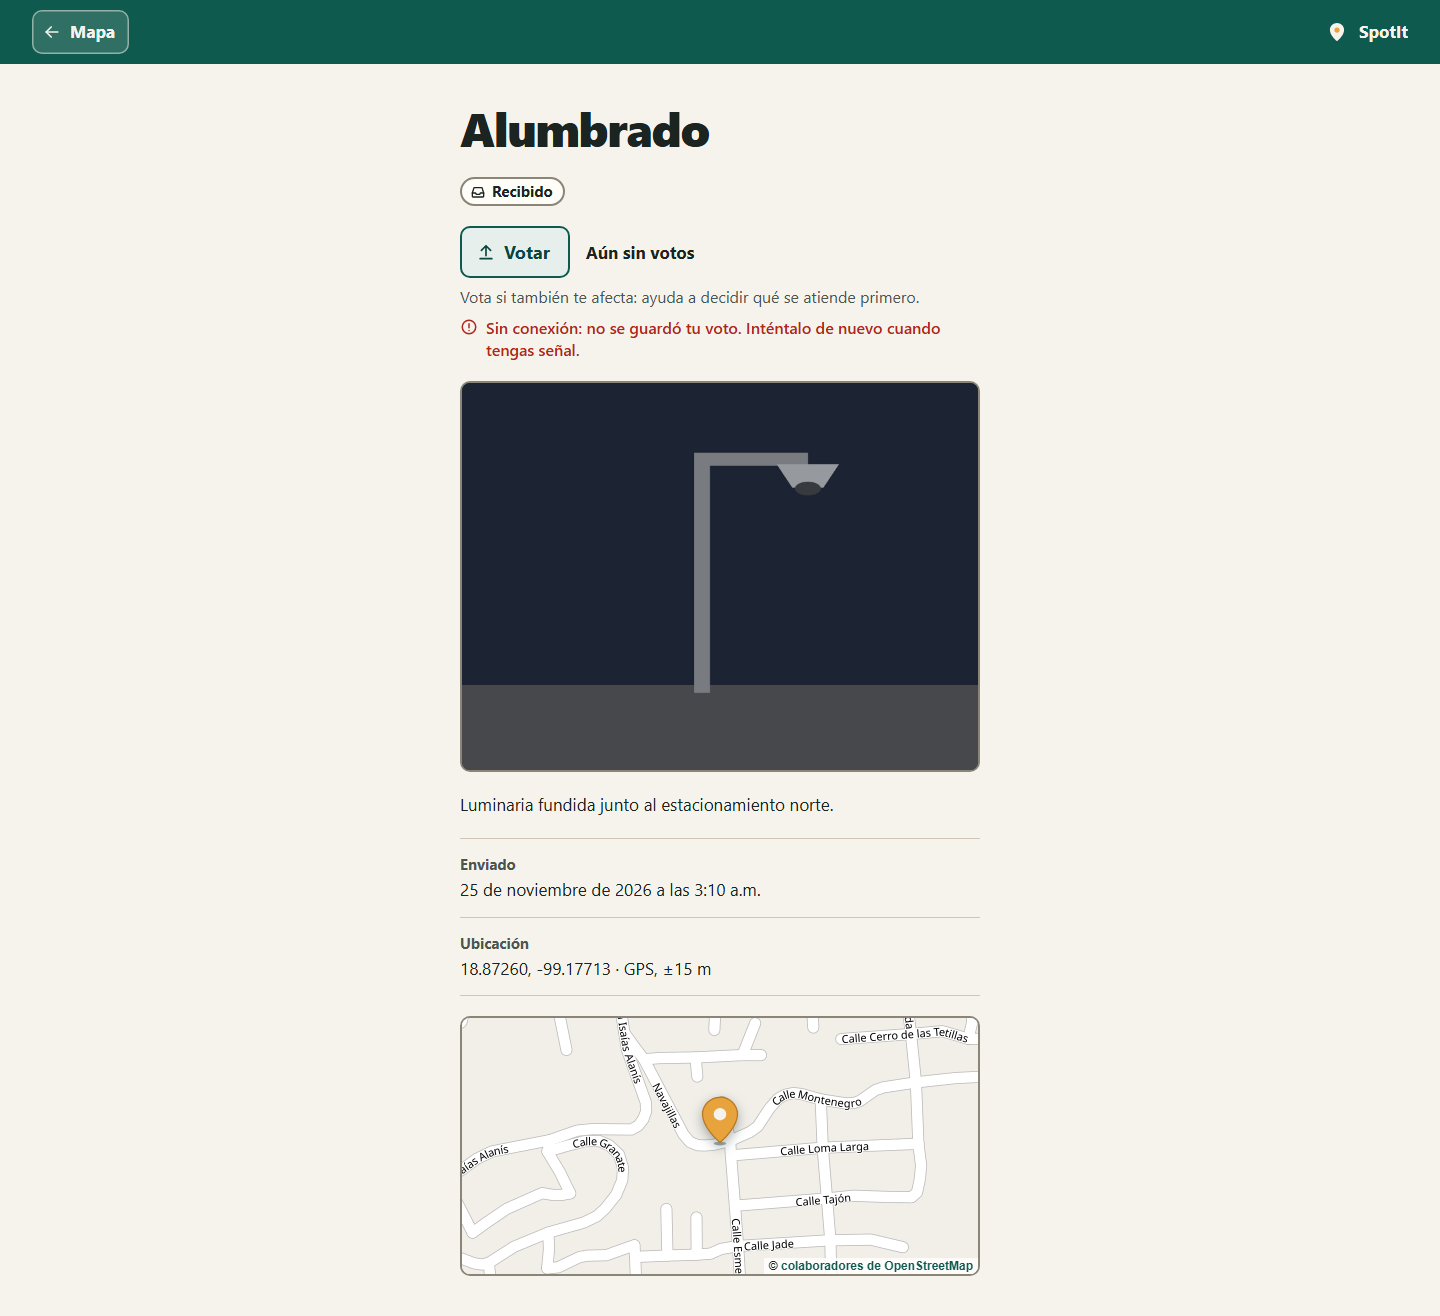 Mapa
SpotIt
Alumbrado
Recibido
Votar
Aún sin votos
Vota si también te afecta: ayuda a decidir qué se atiende primero.
Sin conexión: no se guardó tu voto. Inténtalo de nuevo cuando
tengas señal.
Luminaria fundida junto al estacionamiento norte.
Enviado
25 de noviembre de 2026 a las 3:10 a.m.
Ubicación
18.87260, -99.17713 · GPS, ±15 m
Isaías Alanís
Calle Cerro de las Tetillas
Navajillas
Calle Montenegro
Calle Granate
Calle Loma Larga
Alanís
Calle Tajón
Calle Esme
Calle Jade
© colaboradores de OpenStreetMap